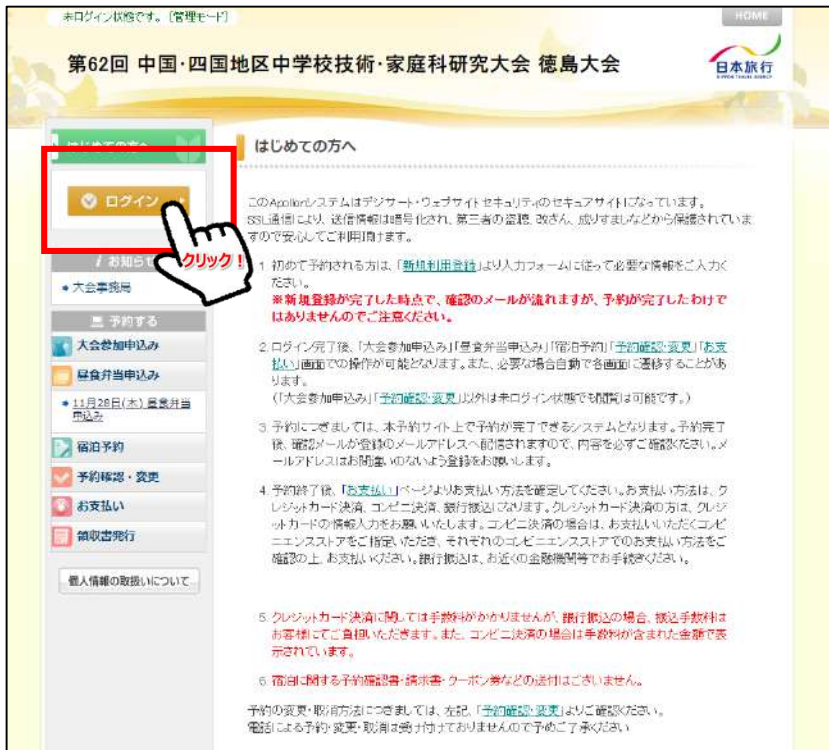 未ログイン状態です。[管理モード]
HOME
第62回 中国・四国地区中学校技術・家庭科研究大会 徳島大会
日本旅行
NIPPON TRAVEL AGENCY
はじめての方へ
はじめての方へ
ログイン
クリック!
お知らせ
大会事務局
予約する
大会参加申込み
昼食弁当申込み
11月28日(木) 昼食弁当
申込み
宿泊予約
予約確認・変更
お支払い
領収書発行
個人情報の取扱いについて
このApollonシステムはデジサート・ウェブサイトセキュリティのセキュアサイトになっています。
SSL通信により、送信情報は暗号化され、第三者の盗聴、改ざん、成りすましなどから保護されていま
すので安心してご利用頂けます。
1. 初めて予約される方は、「新規利用登録」より入力フォームに従って必要な情報をご入力く
ださい。
※新規登録が完了した時点で、確認のメールが流れますが、予約が完了したわけで
はありませんのでご注意ください。
2. ログイン完了後、「大会参加申込み」「昼食弁当申込み」「宿泊予約」「予約確認・変更」「お支
払い」画面での操作が可能となります。また、必要な場合自動で各画面に遷移することがあ
ります。
(「大会参加申込み」「予約確認・変更」以外は未ログイン状態でも閲覧は可能です。)
3. 予約につきましては、本予約サイト上で予約が完了できるシステムとなります。予約完了
後、確認メールが登録のメールアドレスへ配信されますので、内容を必ずご確認ください。メ
ールアドレスはお間違いのないよう登録をお願いします。
4. 予約終了後、「お支払い」ページよりお支払い方法を確定してください。お支払い方法は、ク
レジットカード決済、コンビニ決済、銀行振込になります。クレジットカード決済の方は、クレジ
ットカードの情報入力をお願いいたします。コンビニ決済の場合は、お支払いいただくコンビ
ニエンスストアをご指定いただき、それぞれのコンビニエンスストアでのお支払い方法をご
確認の上、お支払いください。銀行振込は、お近くの金融機関等でお手続きください。
5. クレジットカード決済に関しては手数料がかかりませんが、銀行振込の場合、振込手数料は
お客様にてご負担いただきます。また、コンビニ決済の場合は手数料が含まれた金額で表
示されています。
6. 宿泊に関する予約確認書・請求書・クーポン券などの送付はございません。
予約の変更・取消方法につきましては、左記、「予約確認・変更」よりご確認ください。
電話による予約・変更・取消は受け付けておりませんので予めご了承ください